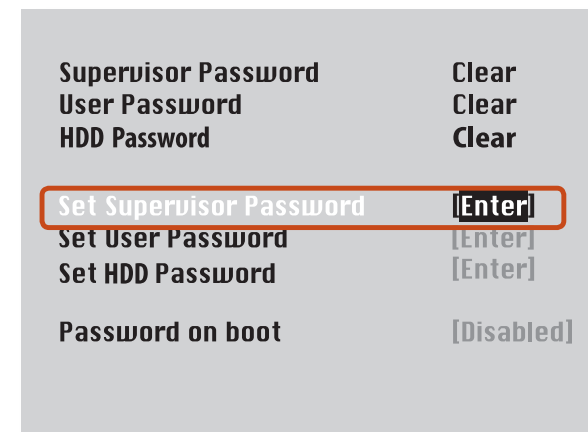 Supervisor Password Clear
User Password Clear
HDD Password Clear
Set Supervisor Password [Enter]
Set User Password [Enter]
Set HDD Password [Enter]
Password on boot [Disabled]